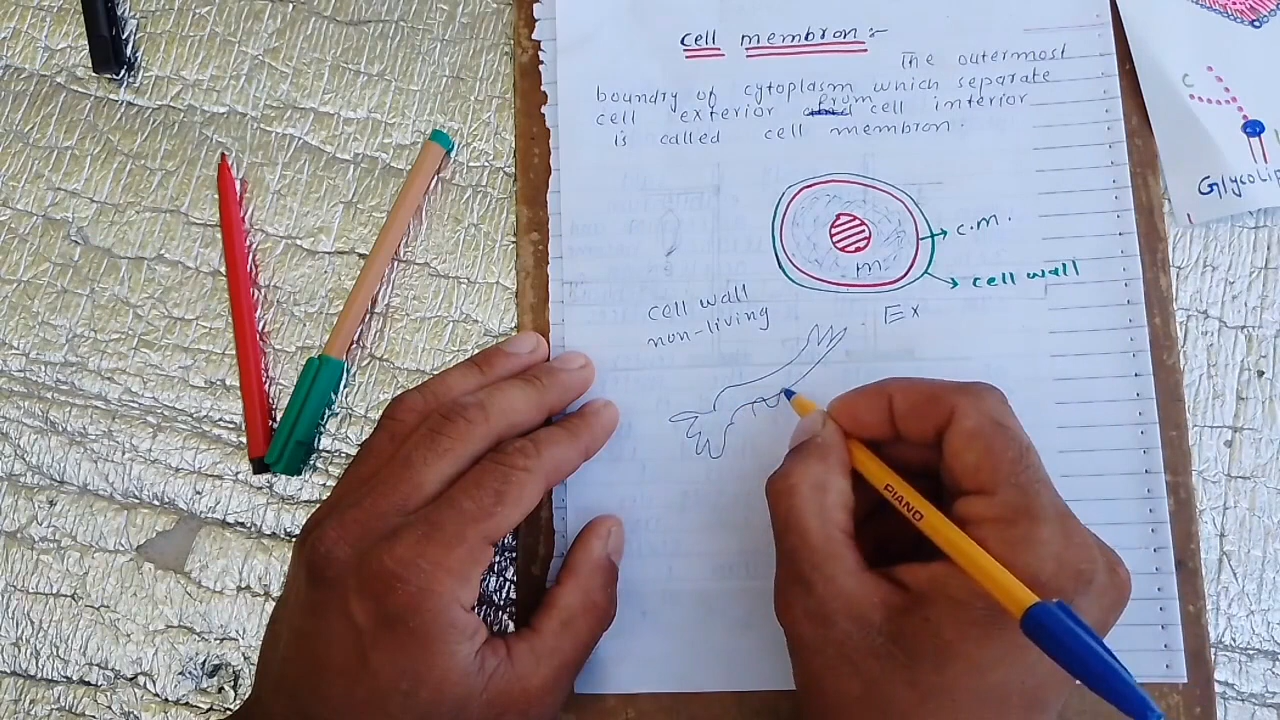 cell membron:-
The outermost
boundry of cytoplasm which separate
cell exterior from cell interior
is called cell membron.
c.m.
m
cell wall
cell wall
non-living
Ex
PIANO
C
Glycolip